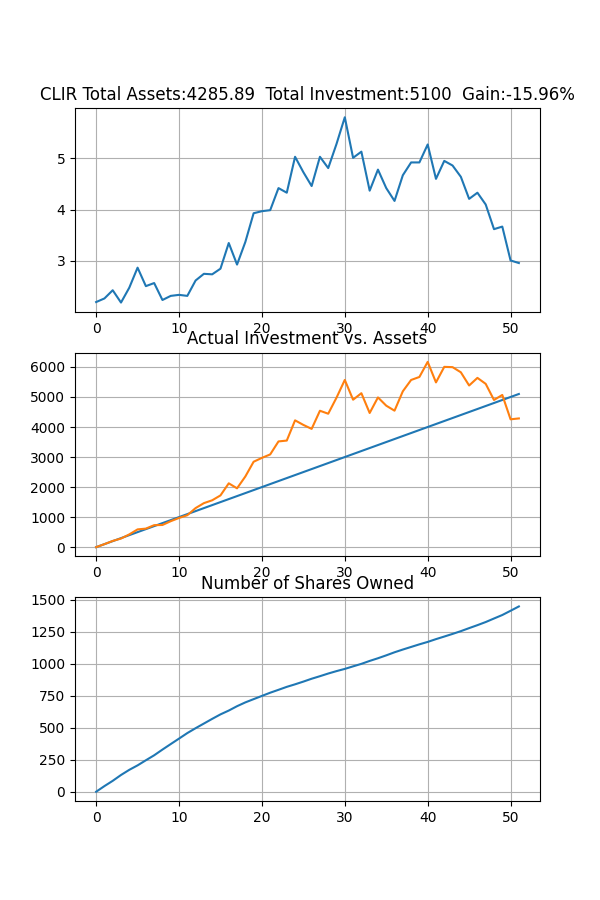 CLIR Total Assets:4285.89  Total Investment:5100  Gain:-15.96%
5
4
3
0 10 20 30 40 50
Actual Investment vs. Assets
6000
5000
4000
3000
2000
1000
0
0 10 20 30 40 50
Number of Shares Owned
1500
1250
1000
750
500
250
0
0 10 20 30 40 50